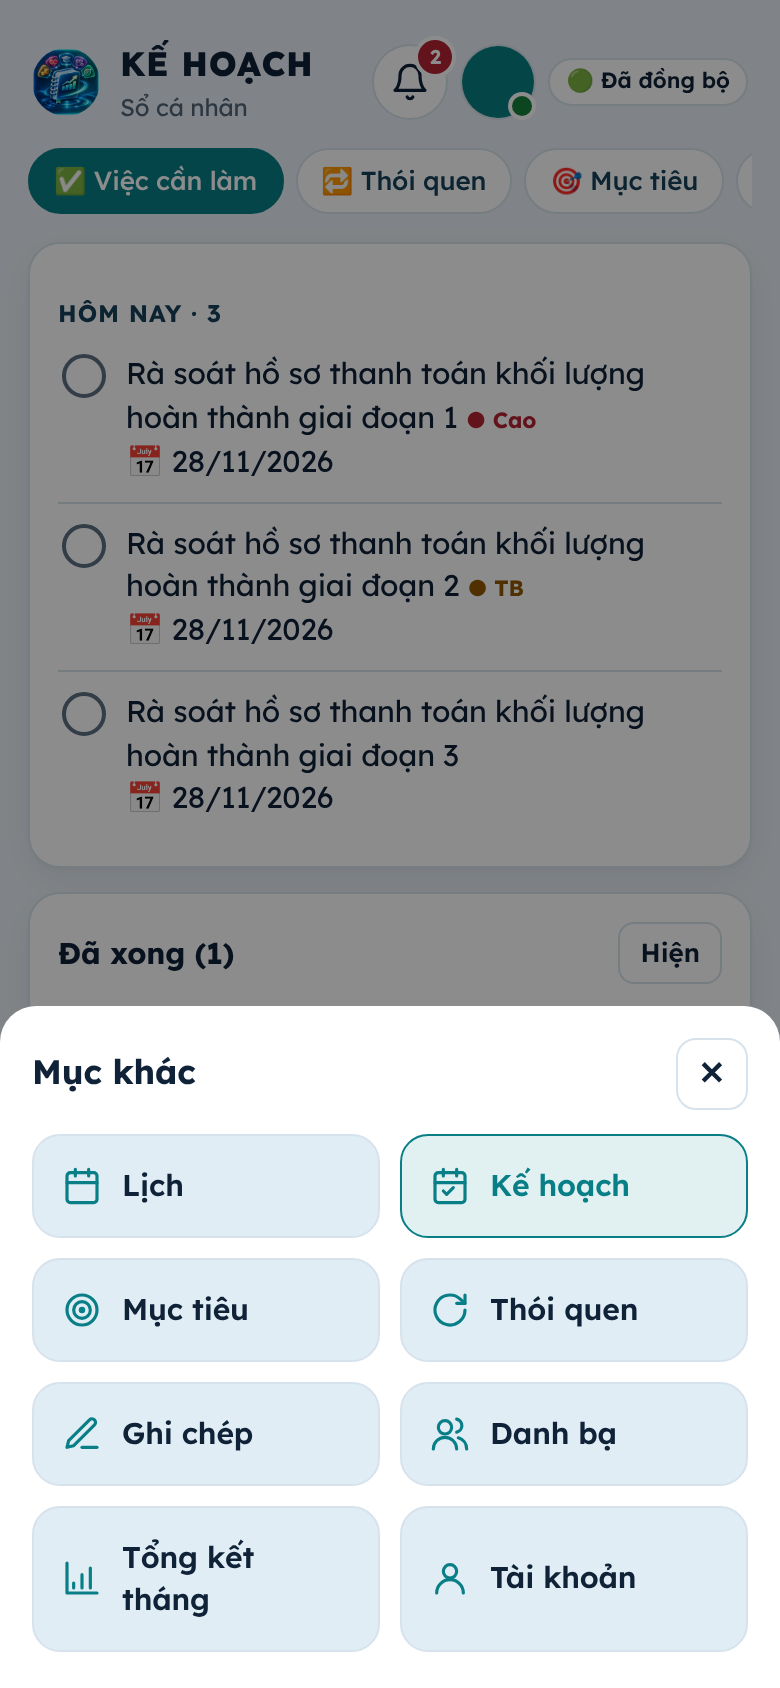 KẾ HOẠCH
Sổ cá nhân
2
Đã đồng bộ
Việc cần làm
Thói quen
Mục tiêu
HÔM NAY · 3
Rà soát hồ sơ thanh toán khối lượng
hoàn thành giai đoạn 1 ● Cao
28/11/2026
Rà soát hồ sơ thanh toán khối lượng
hoàn thành giai đoạn 2 ● TB
28/11/2026
Rà soát hồ sơ thanh toán khối lượng
hoàn thành giai đoạn 3
28/11/2026
Đã xong (1)
Hiện
Mục khác
Lịch
Kế hoạch
Mục tiêu
Thói quen
Ghi chép
Danh bạ
Tổng kết
tháng
Tài khoản